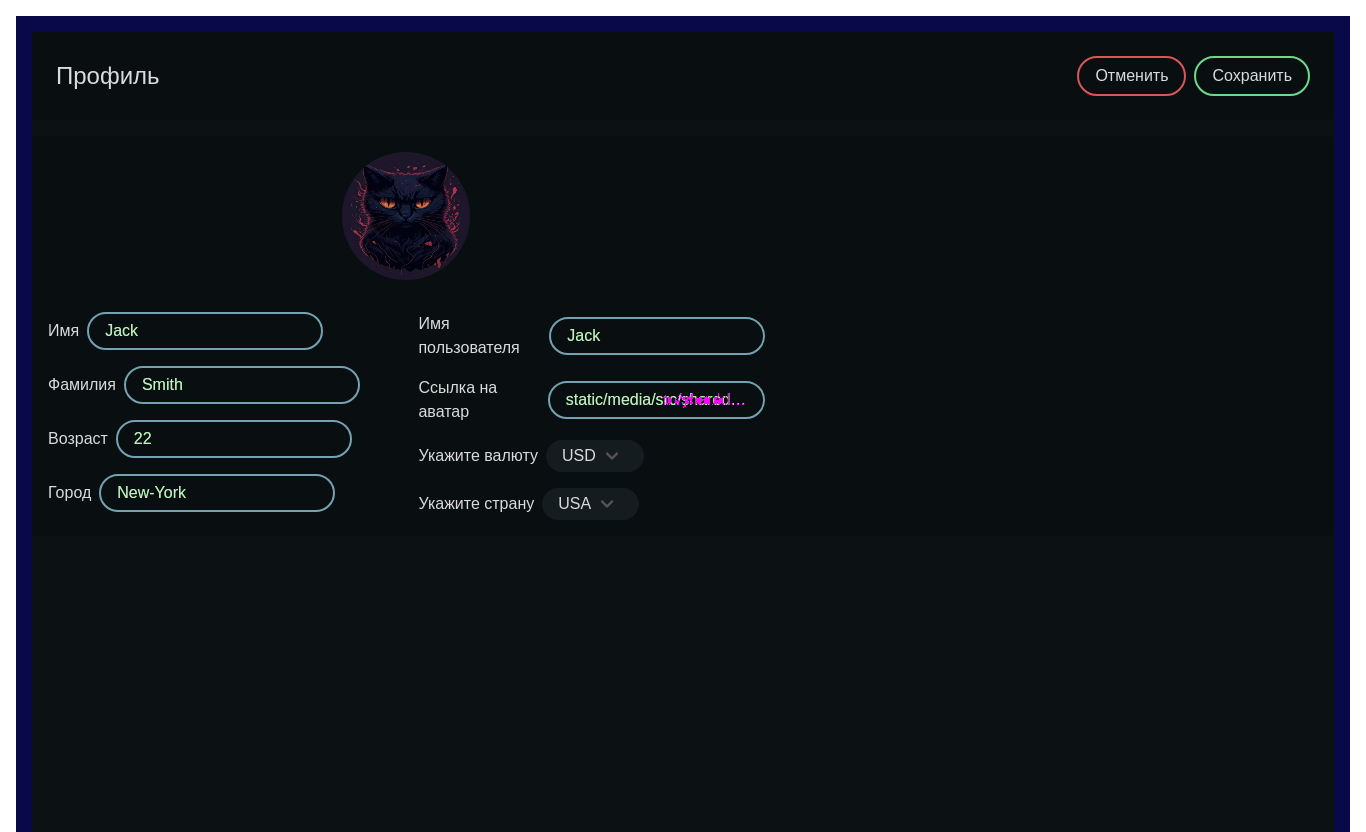 Профиль
Отменить
Сохранить
Имя
Jack
Фамилия
Smith
Возраст
22
Город
New-York
Имя
пользователя
Jack
Ссылка на
аватар
static/media/src/shared…
Укажите валюту
USD
Укажите страну
USA